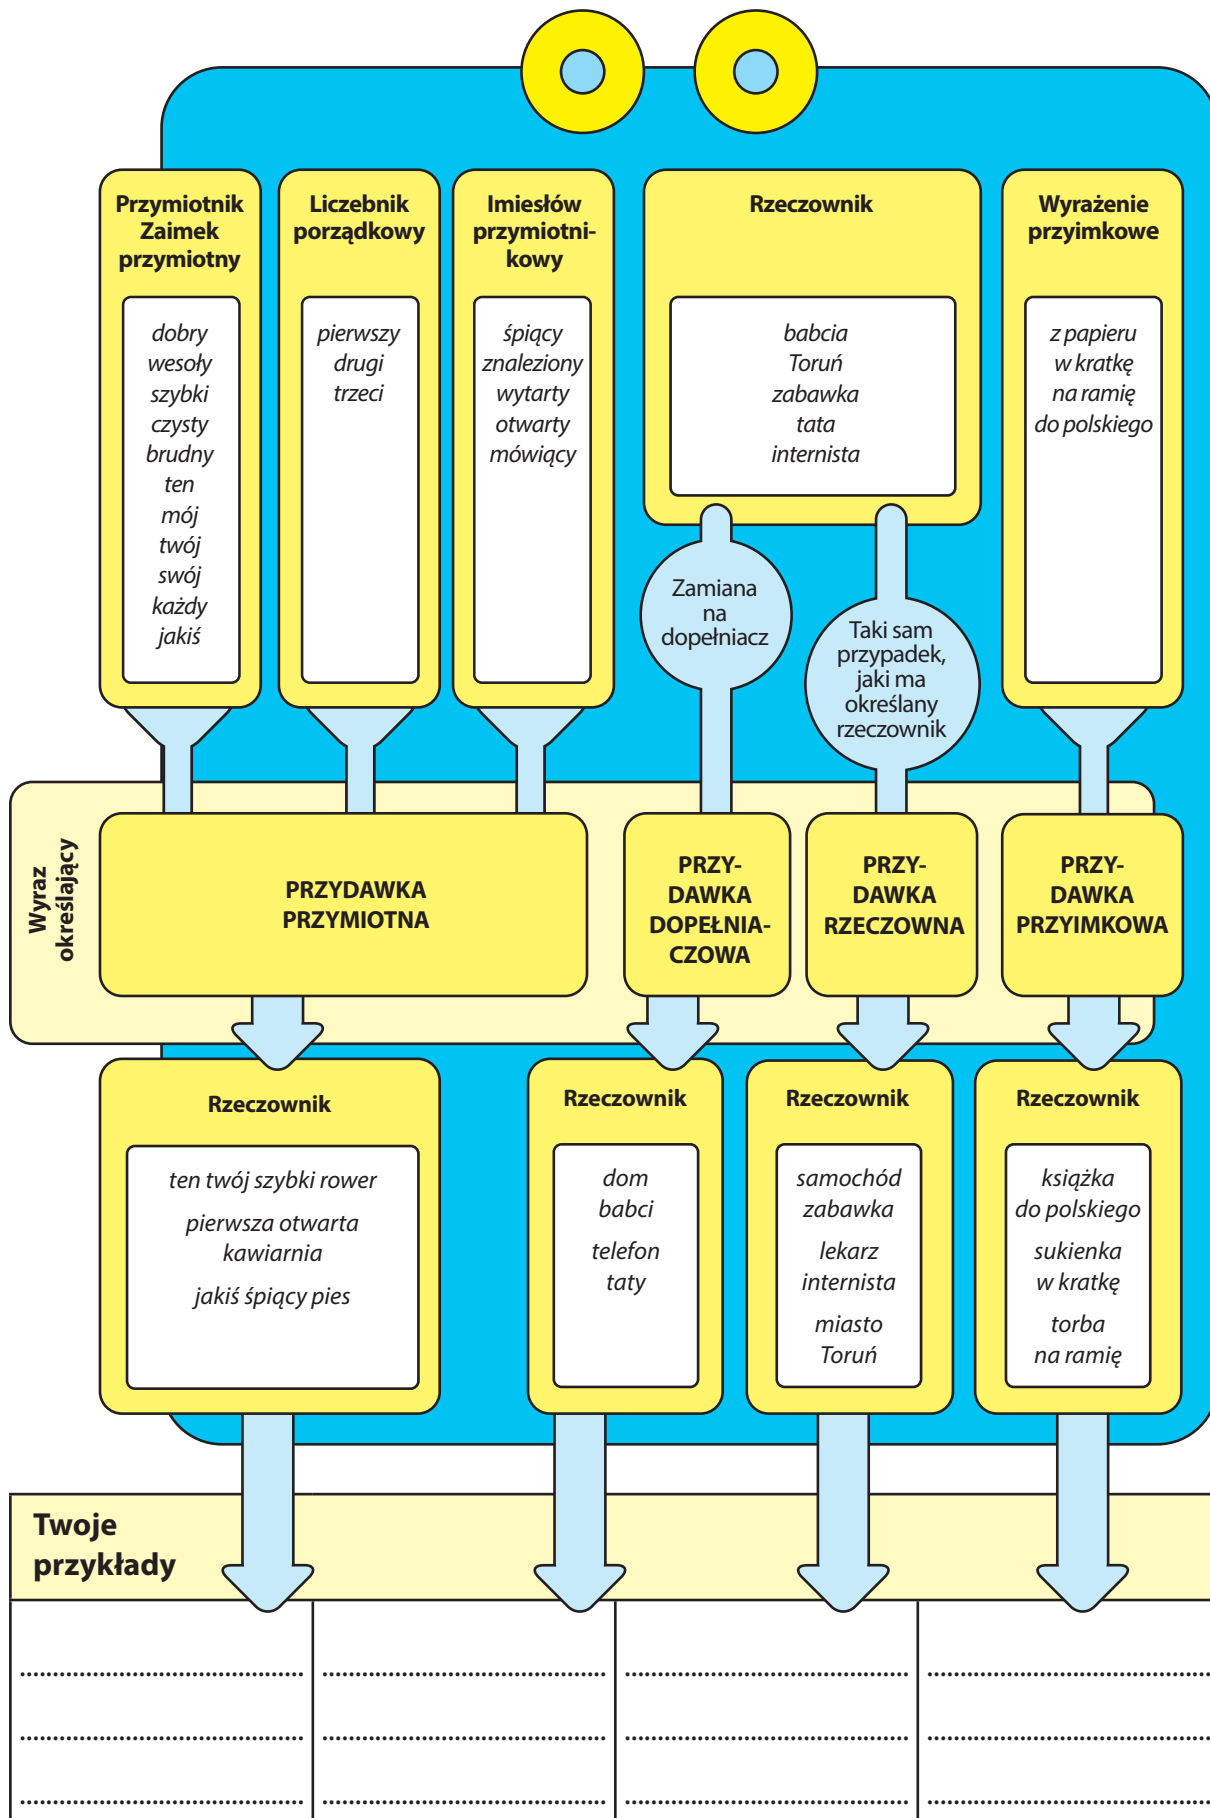 Przymiotnik
Zaimek
przymiotny
dobry
wesoły
szybki
czysty
brudny
ten
mój
twój
swój
każdy
jakiś
Liczebnik
porządkowy
pierwszy
drugi
trzeci
Imiesłów
przymiotni-
kowy
śpiący
znaleziony
wytarty
otwarty
mówiący
Rzeczownik
babcia
Toruń
zabawka
tata
internista
Wyrażenie
przyimkowe
z papieru
w kratkę
na ramię
do polskiego
Zamiana
na
dopełniacz
Taki sam
przypadek,
jaki ma
określany
rzeczownik
Wyraz
określający
PRZYDAWKA
PRZYMIOTNA
PRZY-
DAWKA
DOPEŁNIA-
CZOWA
PRZY-
DAWKA
RZECZOWNA
PRZY-
DAWKA
PRZYIMKOWA
Rzeczownik
ten twój szybki rower
pierwsza otwarta
kawiarnia
jakiś śpiący pies
Rzeczownik
dom
babci
telefon
taty
Rzeczownik
samochód
zabawka
lekarz
internista
miasto
Toruń
Rzeczownik
książka
do polskiego
sukienka
w kratkę
torba
na ramię
Twoje
przykłady